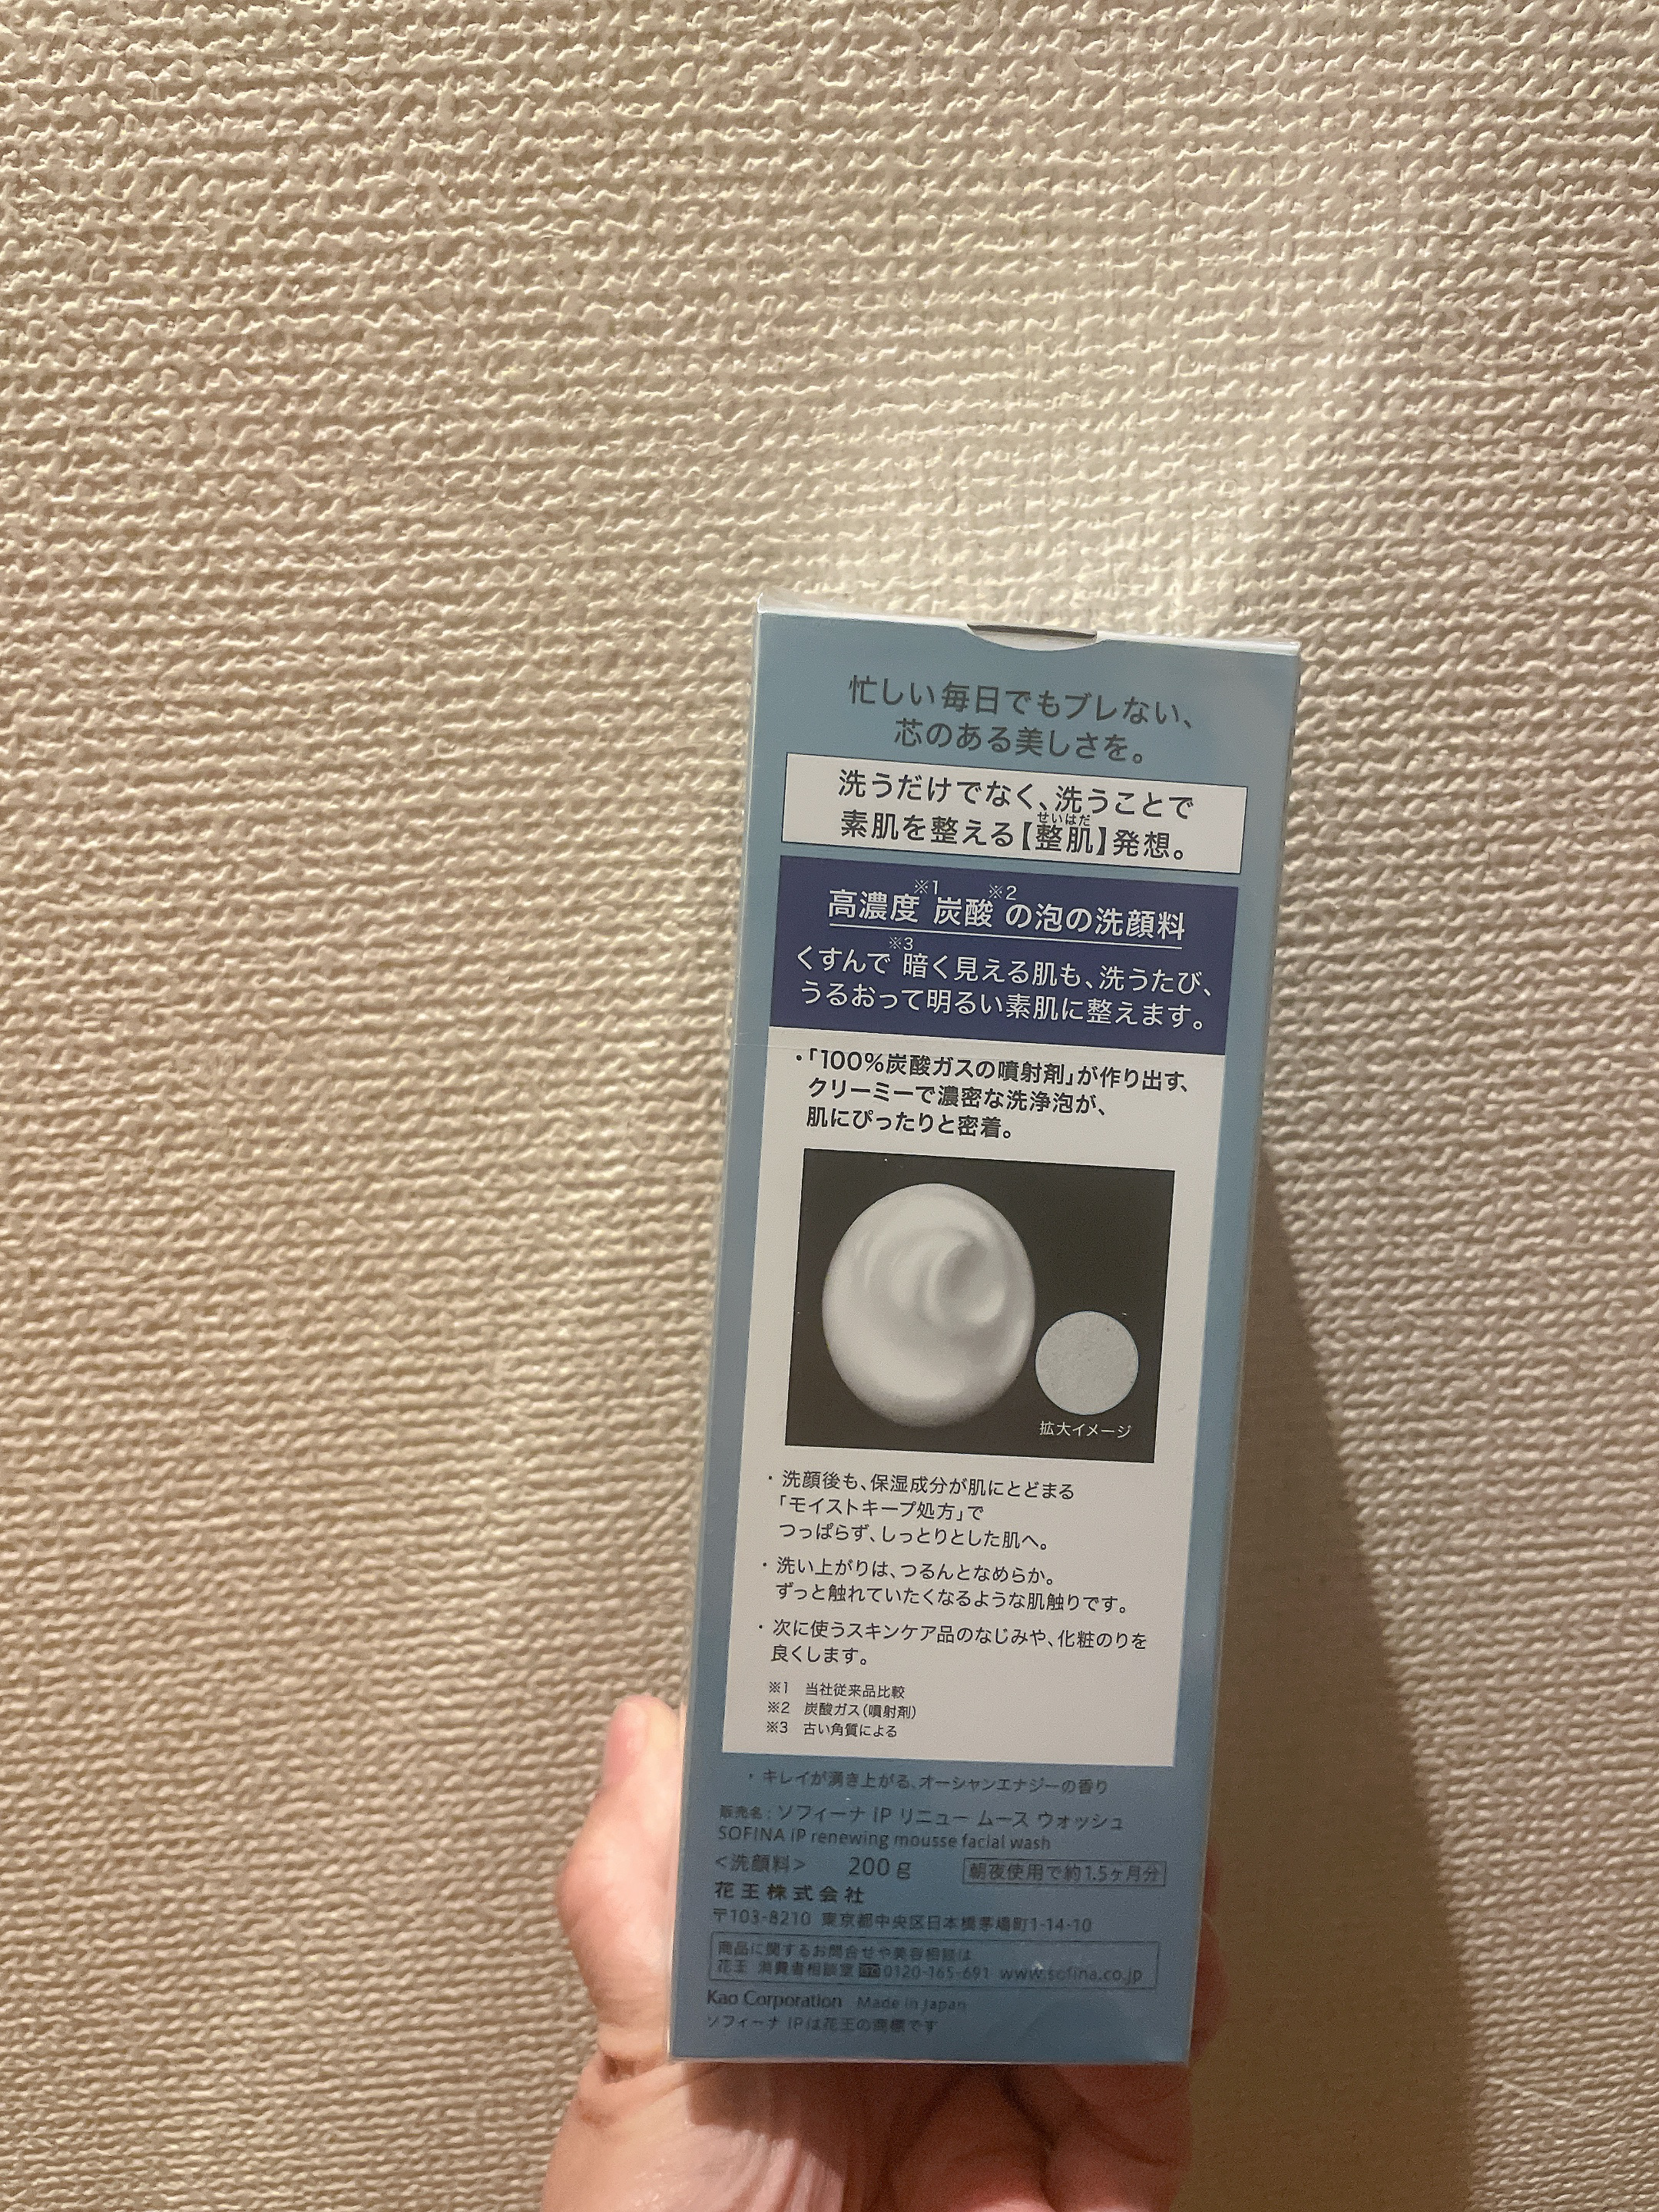 忙しい毎日でもブレない、
芯のある美しさを。
洗うだけでなく、洗うことで
素肌を整える【整肌】発想。
せいはだ
高濃度※1炭酸※2の泡の洗顔料
くすんで※3暗く見える肌も、洗うたび、
うるおって明るい素肌に整えます。
・「100%炭酸ガスの噴射剤」が作り出す、
クリーミーで濃密な洗浄泡が、
肌にぴったりと密着。
拡大イメージ
・洗顔後も、保湿成分が肌にとどまる
「モイストキープ処方」で
つっぱらず、しっとりとした肌へ。
・洗い上がりは、つるんとなめらか。
ずっと触れていたくなるような肌触りです。
・次に使うスキンケア品のなじみや、化粧のりを
良くします。
※1 当社従来品比較
※2 炭酸ガス(噴射剤)
※3 古い角質による
・キレイが湧き上がる、オーシャンエナジーの香り
販売名:ソフィーナ iP リニュー ムース ウォッシュ
SOFINA iP renewing mousse facial wash
<洗顔料> 200g 朝夜使用で約1.5ヶ月分
花王株式会社
〒103-8210 東京都中央区日本橋茅場町1-14-10
商品に関するお問合せや美容相談は
花王 消費者相談室 0120-165-691 www.sofina.co.jp
Kao Corporation Made in Japan
ソフィーナ iPは花王の商標です